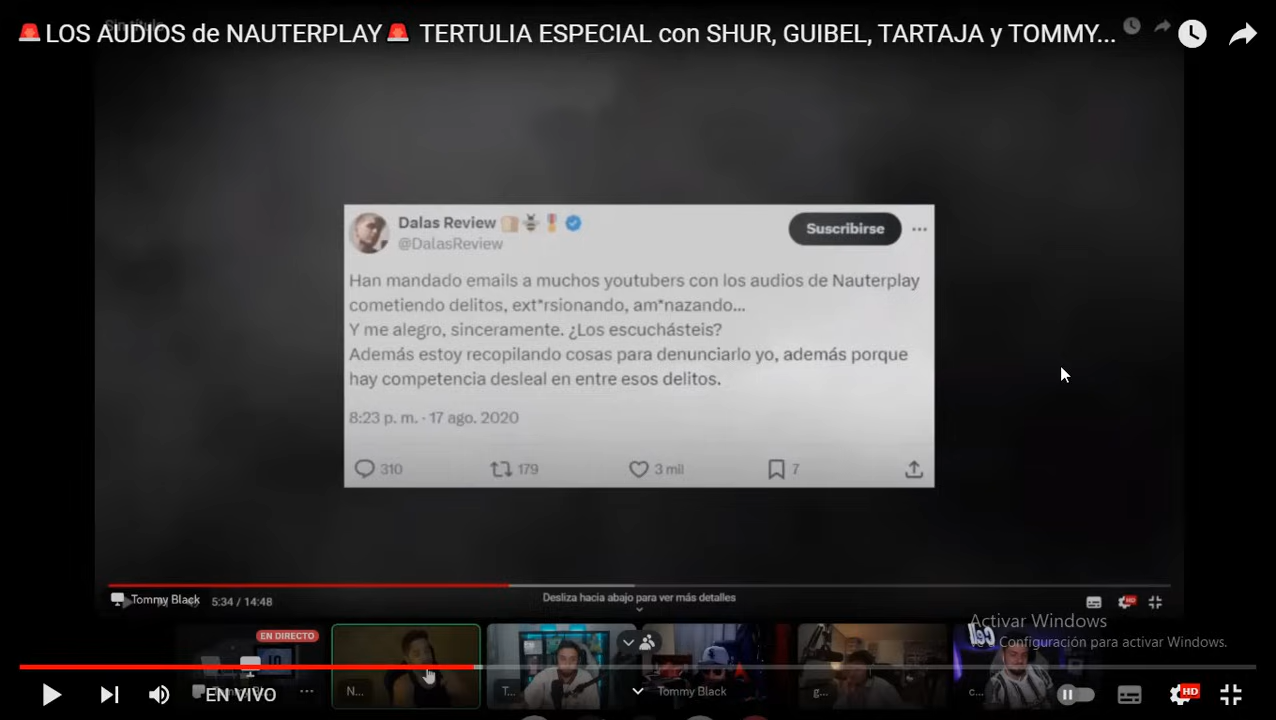 🚨LOS AUDIOS de NAUTERPLAY🚨 TERTULIA ESPECIAL con SHUR, GUIBEL, TARTAJA y TOMMY...
Dalas Review
@DalasReview
Suscribirse
Han mandado emails a muchos youtubers con los audios de Nauterplay
cometiendo delitos, ext*rsionando, am*nazando...
Y me alegro, sinceramente. ¿Los escuchásteis?
Además estoy recopilando cosas para denunciarlo yo, además porque
hay competencia desleal en entre esos delitos.
8:23 p. m. · 17 ago. 2020
310
179
3 mil
7
Tommy Black
5:34 / 14:48
Desliza hacia abajo para ver más detalles
HD
Activar Windows
Configuración para activar Windows.
EN DIRECTO
N...
T...
Tommy Black
g...
c...
EN VIVO
HD